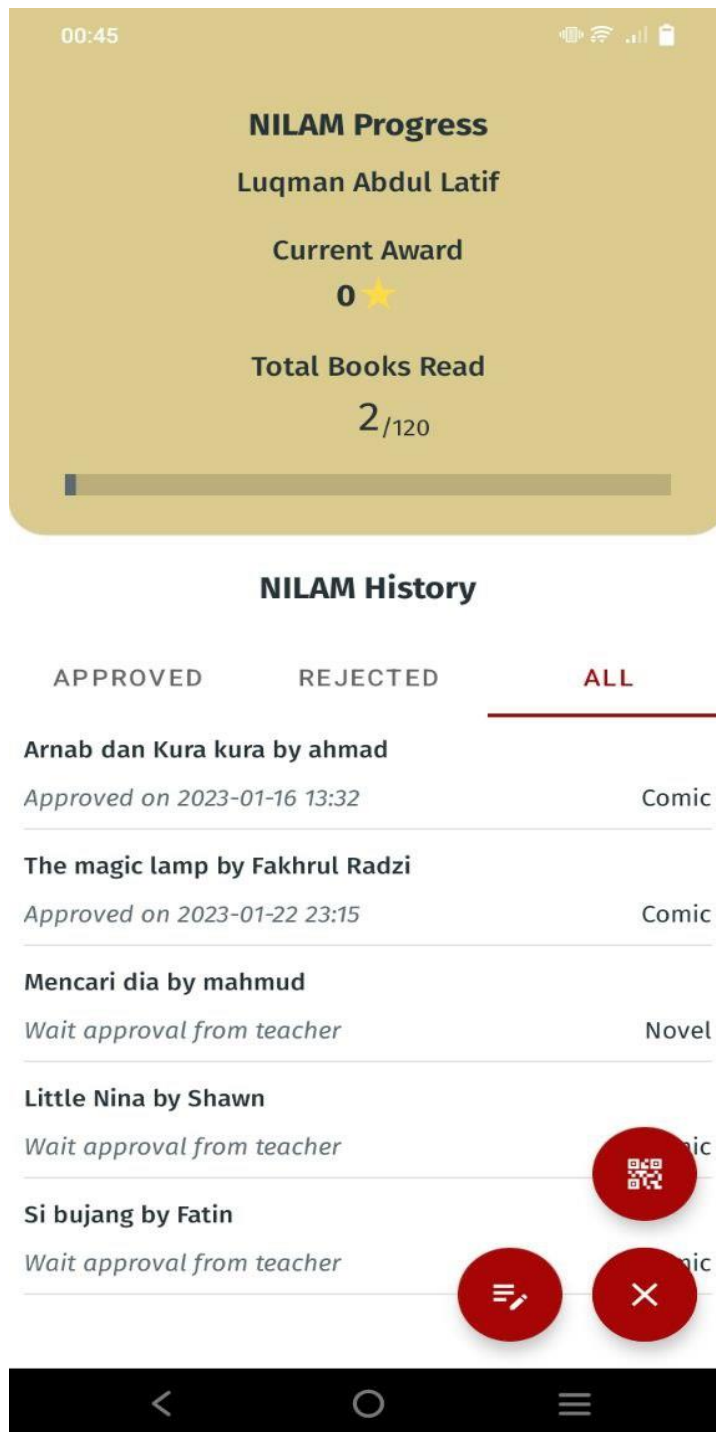 00:45
NILAM Progress
Luqman Abdul Latif
Current Award
0
Total Books Read
2/120
NILAM History
APPROVED REJECTED ALL
Arnab dan Kura kura by ahmad
Approved on 2023-01-16 13:32 Comic
The magic lamp by Fakhrul Radzi
Approved on 2023-01-22 23:15 Comic
Mencari dia by mahmud
Wait approval from teacher Novel
Little Nina by Shawn
Wait approval from teacher
Si bujang by Fatin
Wait approval from teacher